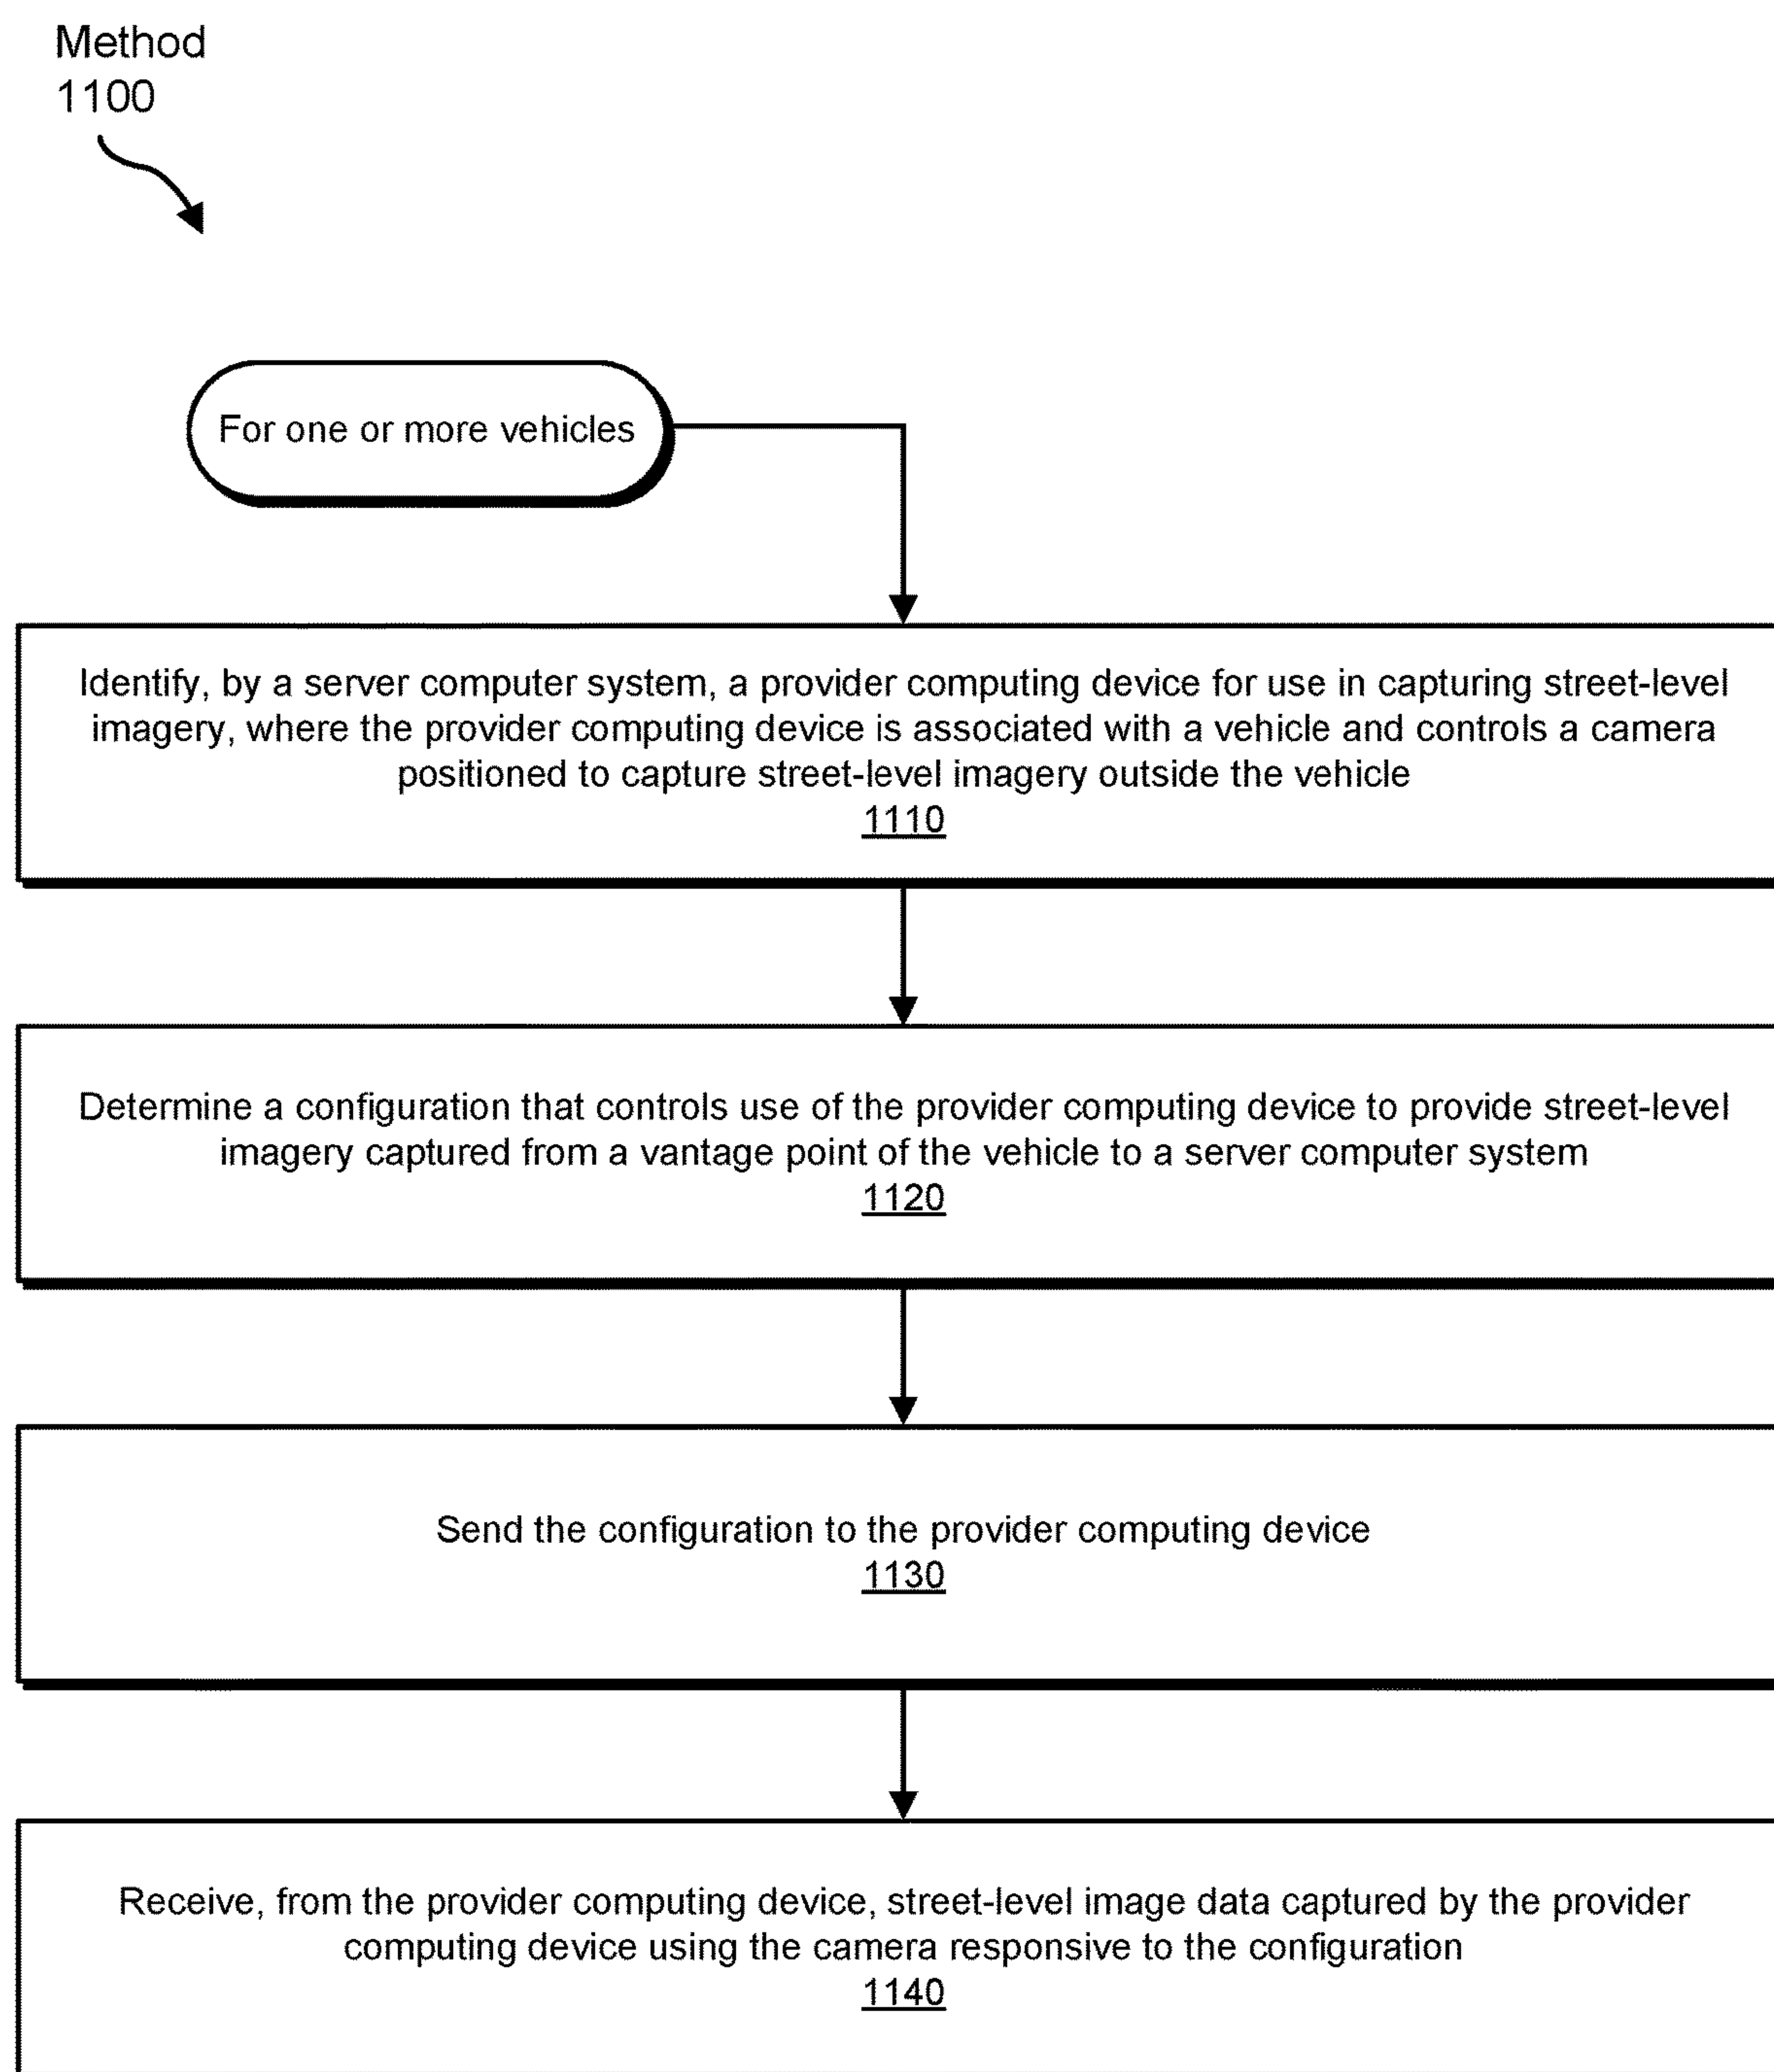 Method
1100
For one or more vehicles
Identify, by a server computer system, a provider computing device for use in capturing street-level
imagery, where the provider computing device is associated with a vehicle and controls a camera
positioned to capture street-level imagery outside the vehicle
1110
Determine a configuration that controls use of the provider computing device to provide street-level
imagery captured from a vantage point of the vehicle to a server computer system
1120
Send the configuration to the provider computing device
1130
Receive, from the provider computing device, street-level image data captured by the provider
computing device using the camera responsive to the configuration
1140